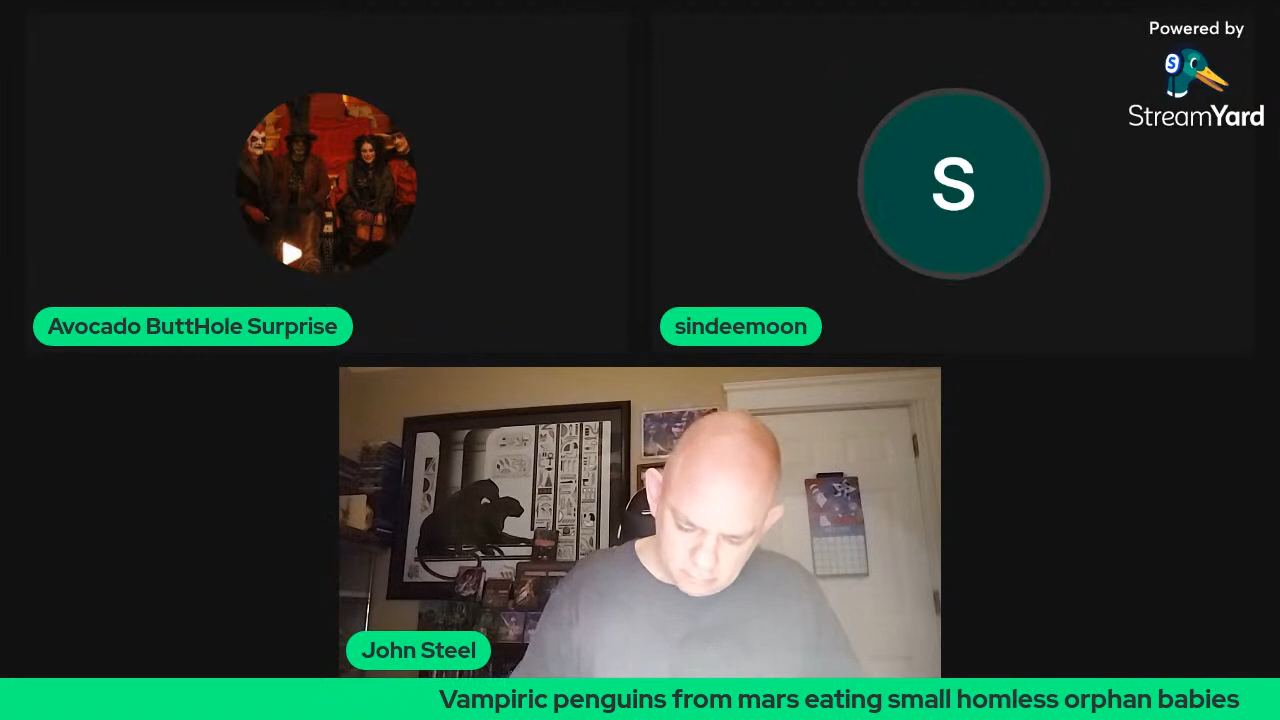 Powered by
S
StreamYard
S
Avocado ButtHole Surprise
sindeemoon
John Steel
Vampiric penguins from mars eating small homless orphan babies